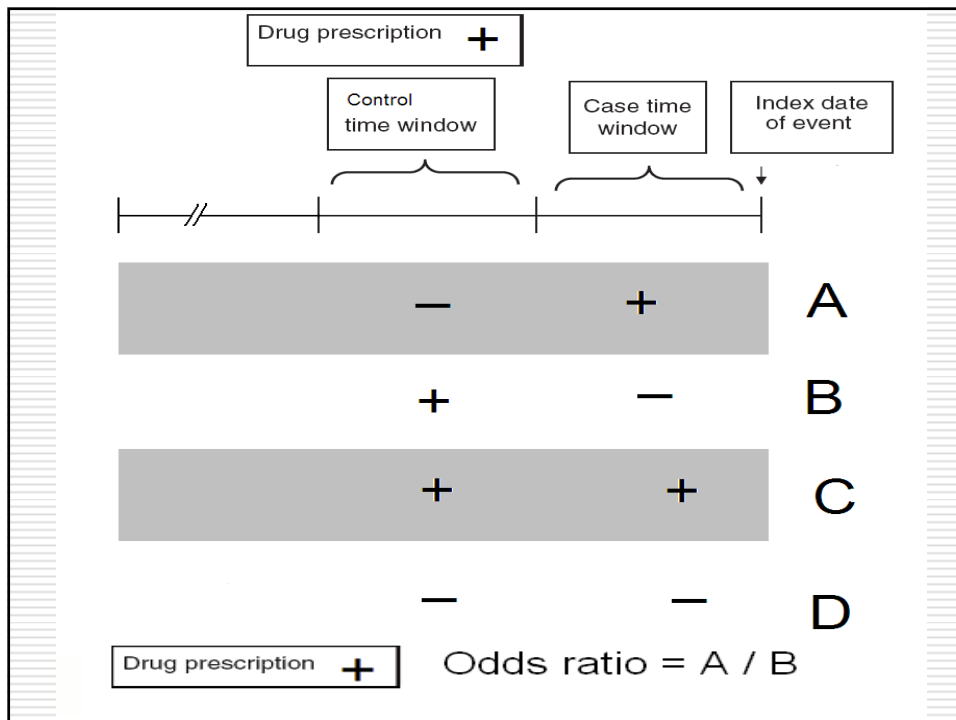 Drug prescription +
Control
time window
Case time
window
Index date
of event
− + A
+ − B
+ + C
− − D
Drug prescription +
Odds ratio = A / B